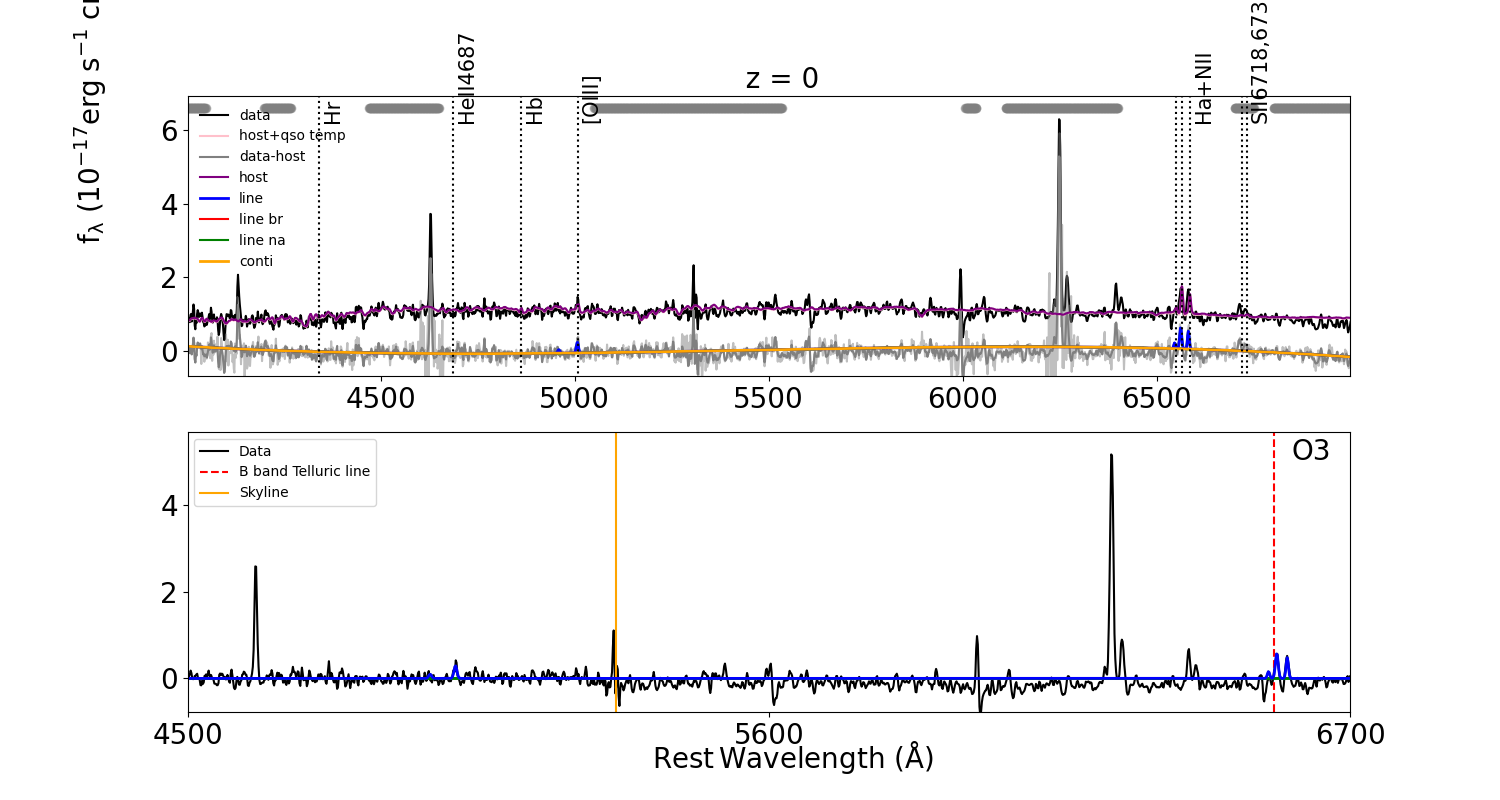 z = 0
f_λ (10^−17 erg s^−1
Hr
HeII4687
Hb
[OIII]
Ha+NII
SII6718,673
data
host+qso temp
data-host
host
line
line br
line na
conti
6
4
2
0
4500 5000 5500 6000 6500
Data
B band Telluric line
Skyline
O3
4
2
0
4500 5600 6700
Rest Wavelength (Å)